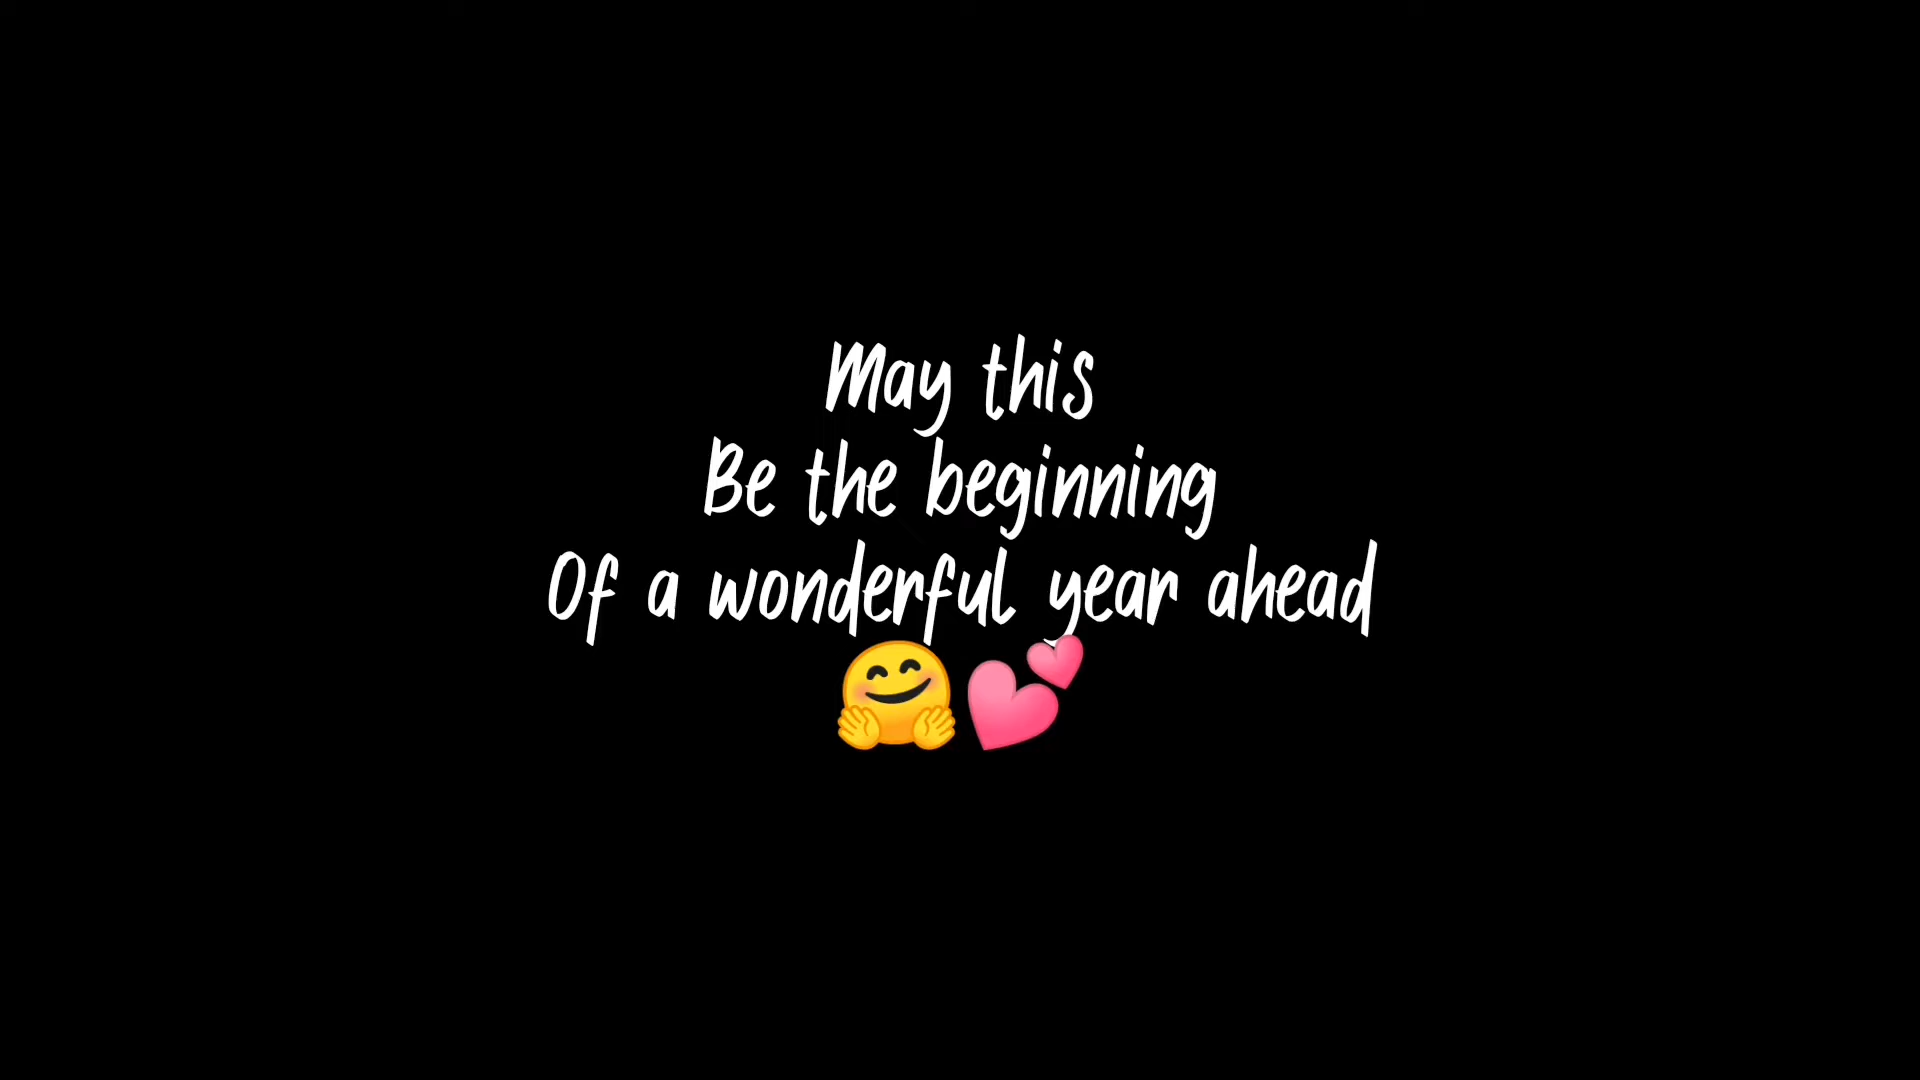 May this
Be the beginning
Of a wonderful year ahead
🤗💕